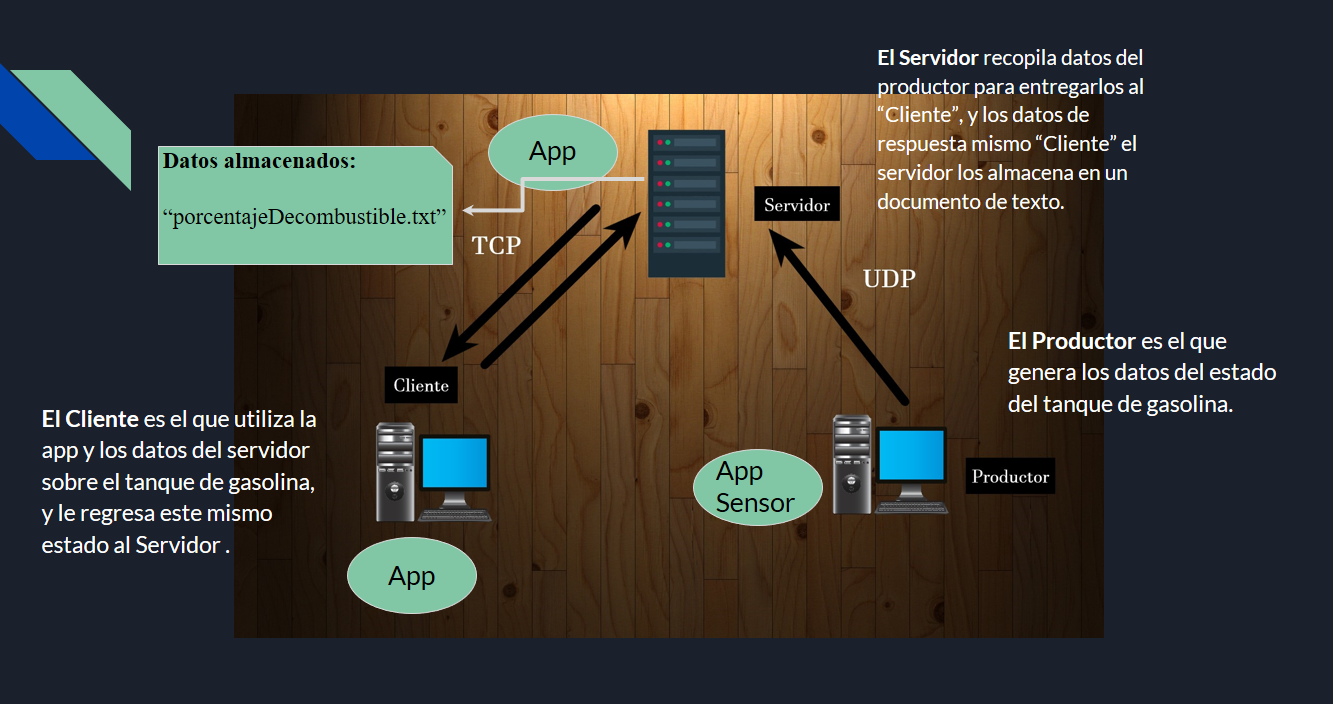 El Servidor recopila datos del
productor para entregarlos al
“Cliente”, y los datos de
respuesta mismo “Cliente” el
servidor los almacena en un
documento de texto.
App
Datos almacenados:
“porcentajeDecombustible.txt”
Servidor
TCP
UDP
El Productor es el que
genera los datos del estado
del tanque de gasolina.
Cliente
El Cliente es el que utiliza la
app y los datos del servidor
sobre el tanque de gasolina,
y le regresa este mismo
estado al Servidor .
App
Sensor
Productor
App